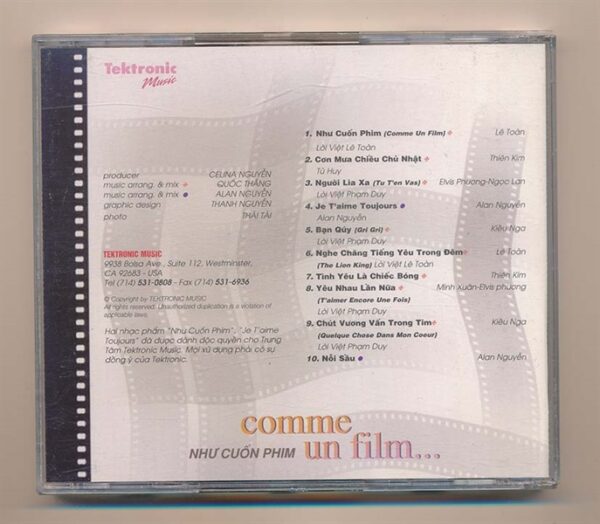 Tektronic
Music
producer CELINA NGUYỄN
music arrang. & mix + QUỐC THẮNG
music arrang. & mix ● ALAN NGUYỄN
graphic design THANH NGUYỄN
photo THÁI TÀI
TEKTRONIC MUSIC
9938 Bolsa Ave., Suite 112, Westminster,
CA 92683 - USA
Tel (714) 531-0808 - Fax (714) 531-6936
© Copyright by TEKTRONIC MUSIC
All rights reserved. Unauthorized duplication is a violation of
applicable laws.
Hai nhạc phẩm "Như Cuốn Phim", "Je T'aime
Toujours" đã được dành độc quyền cho Trung
Tâm Tektronic Music. Mọi xử dụng phải có sự
đồng ý của Tektronic.
1. Như Cuốn Phim (Comme Un Film) + Lê Toàn
Lời Việt Lê Toàn
2. Cơn Mưa Chiều Chủ Nhật + Thiên Kim
Tú Huy
3. Người Lìa Xa (Tu T'en Vas) + Elvis Phương-Ngọc Lan
Lời Việt Phạm Duy
4. Je T'aime Toujours ● Alan Nguyễn
Alan Nguyễn
5. Bạn Qúy (Gri Gri) + Kiều Nga
Lời Việt Phạm Duy
6. Nghe Chăng Tiếng Yêu Trong Đêm + Lê Toàn
(The Lion King) Lời Việt Lê Toàn
7. Tình Yêu Là Chiếc Bóng + Thiên Kim
8. Yêu Nhau Lần Nữa + Minh Xuân-Elvis phương
(T'aimer Encore Une Fois)
Lời Việt Phạm Duy
9. Chút Vương Vấn Trong Tim + Kiều Nga
(Quelque Chose Dans Mon Coeur)
Lời Việt Phạm Duy
10. Nỗi Sầu ● Alan Nguyễn
comme
NHƯ CUỐN PHIM un film...